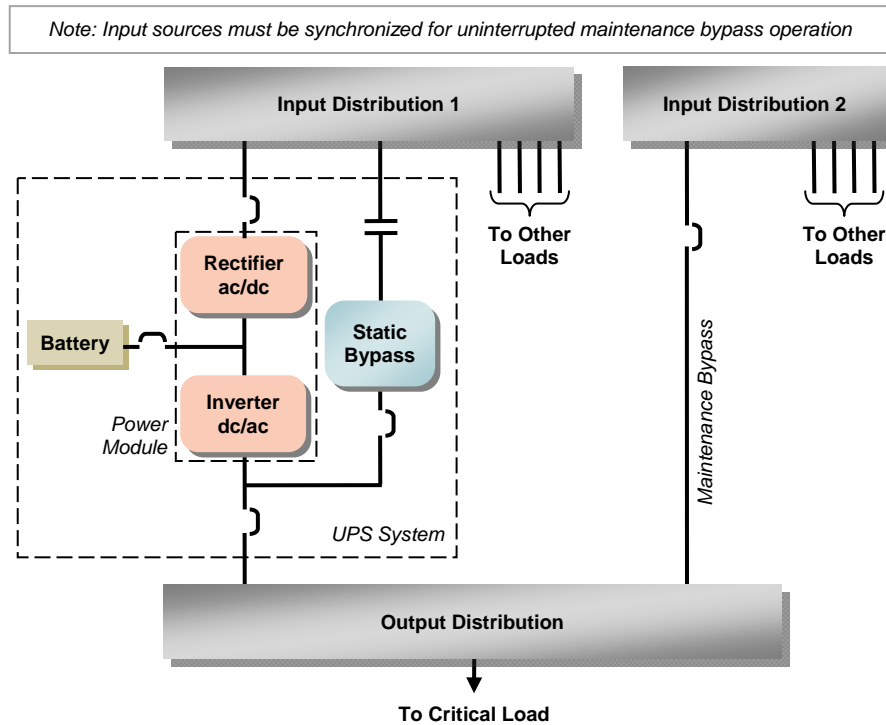 Note: Input sources must be synchronized for uninterrupted maintenance bypass operation
Input Distribution 1
Input Distribution 2
To Other
Loads
To Other
Loads
Rectifier
ac/dc
Battery
Static
Bypass
Inverter
dc/ac
Power
Module
Maintenance Bypass
UPS System
Output Distribution
To Critical Load